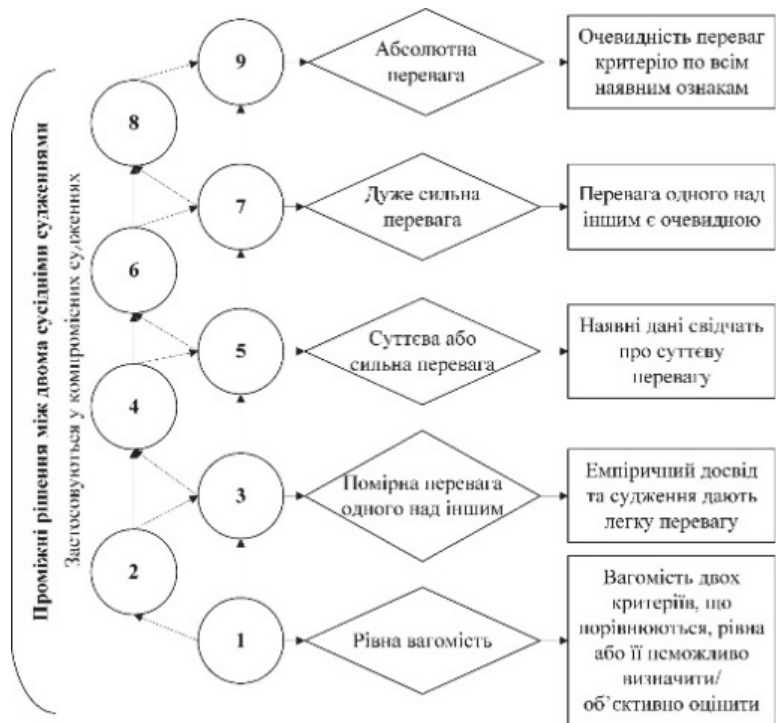 Проміжні рішення між двома сусідніми судженнями
Застосовуються у компромісних судженнях
9
Абсолютна
перевага
Очевидність переваг
критерію по всім
наявним ознакам
8
7
Дуже сильна
перевага
Перевага одного над
іншим є очевидною
6
5
Суттєва або
сильна перевага
Наявні дані свідчать
про суттєву
перевагу
4
3
Помірна перевага
одного над іншим
Емпіричний досвід
та судження дають
легку перевагу
2
1
Рівна вагомість
Вагомість двох
критеріїв, що
порівнюються, рівна
або її неможливо
визначити/
об’єктивно оцінити